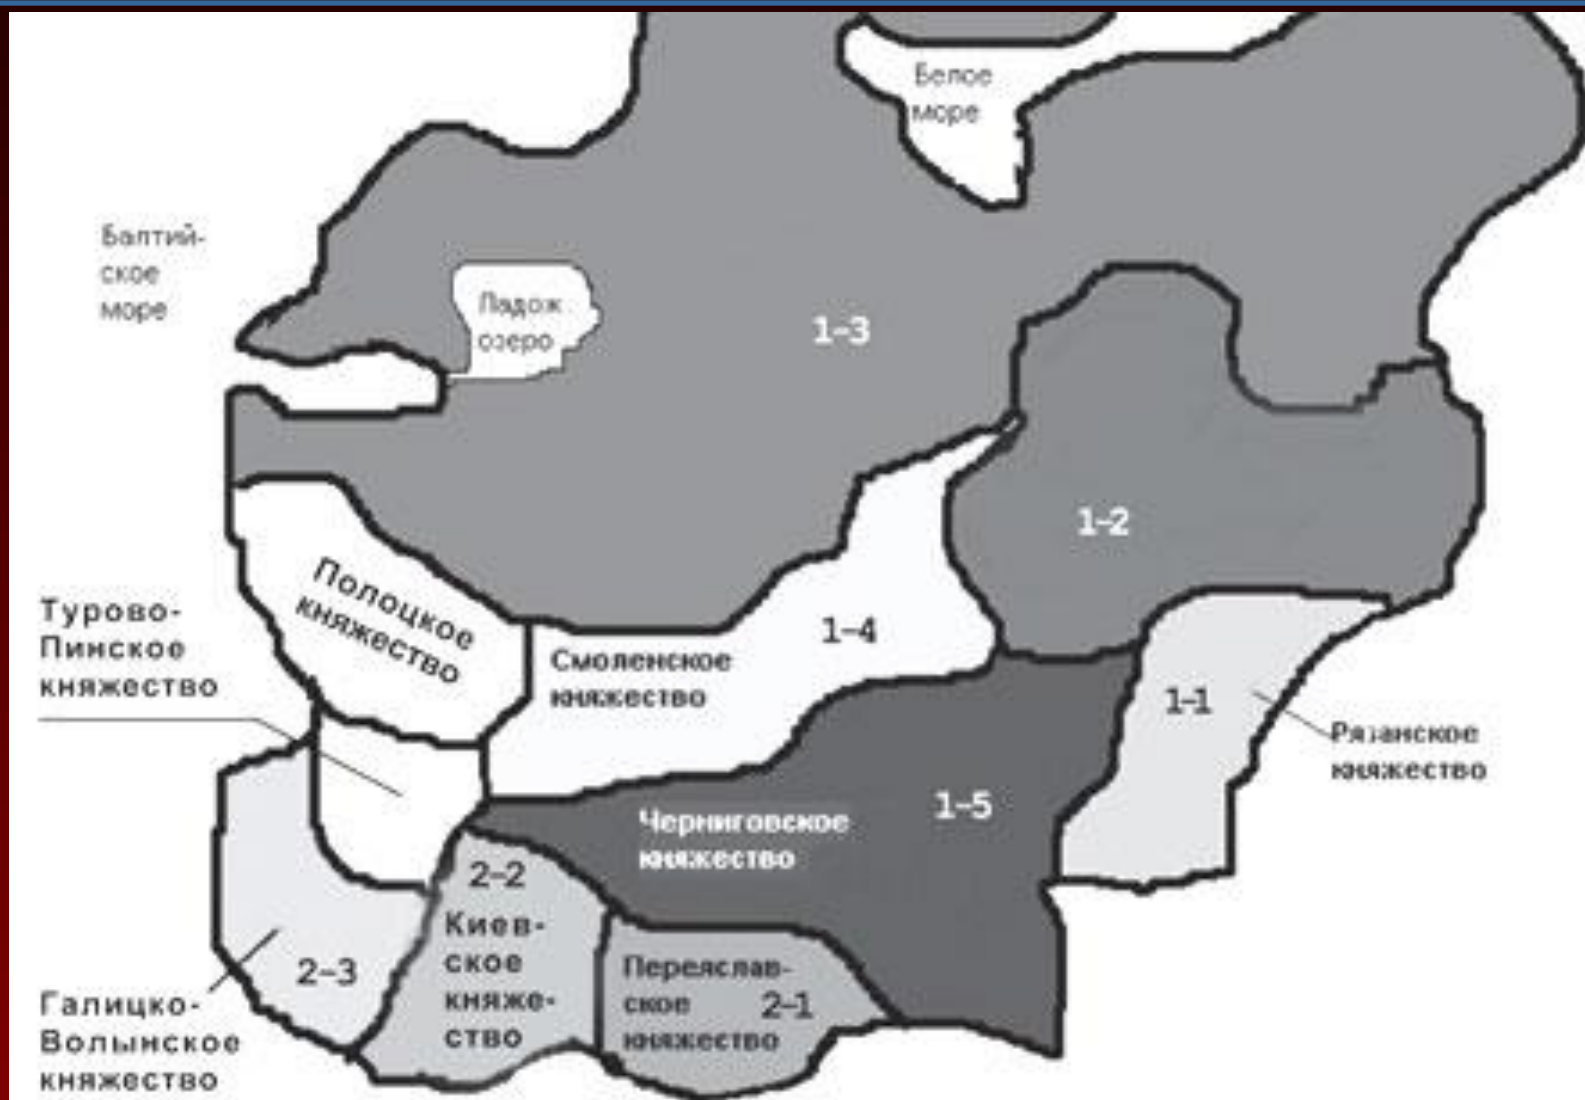 Белое
море
Балтий-
ское
море
Ладож
озеро
1-3
1-2
Полоцкое
княжество
Турово-
Пинское
княжество
1-4
Смоленское
княжество
1-1
Рязанское
княжество
1-5
Черниговское
княжество
2-2
Киев-
ское
княже-
ство
2-3
Переяслав-
ское 2-1
княжество
Галицко-
Волынское
княжество